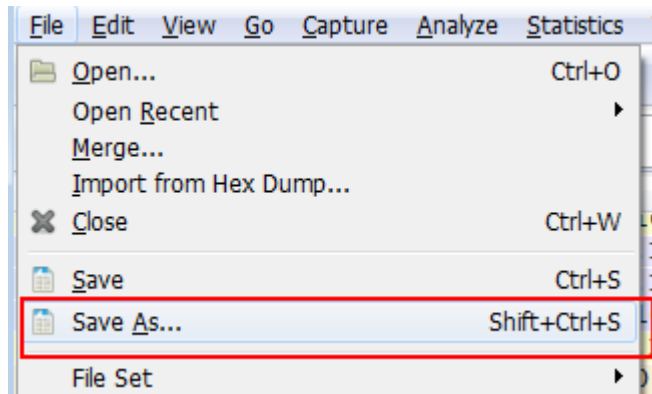 File Edit View Go Capture Analyze Statistics
Open... Ctrl+O
Open Recent
Merge...
Import from Hex Dump...
Close Ctrl+W
Save Ctrl+S
Save As... Shift+Ctrl+S
File Set